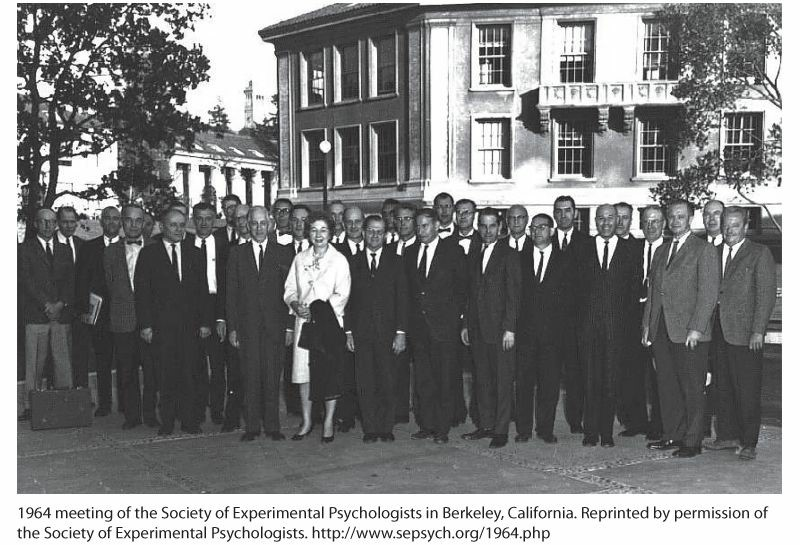 1964 meeting of the Society of Experimental Psychologists in Berkeley, California. Reprinted by permission of
the Society of Experimental Psychologists. http://www.sepsych.org/1964.php